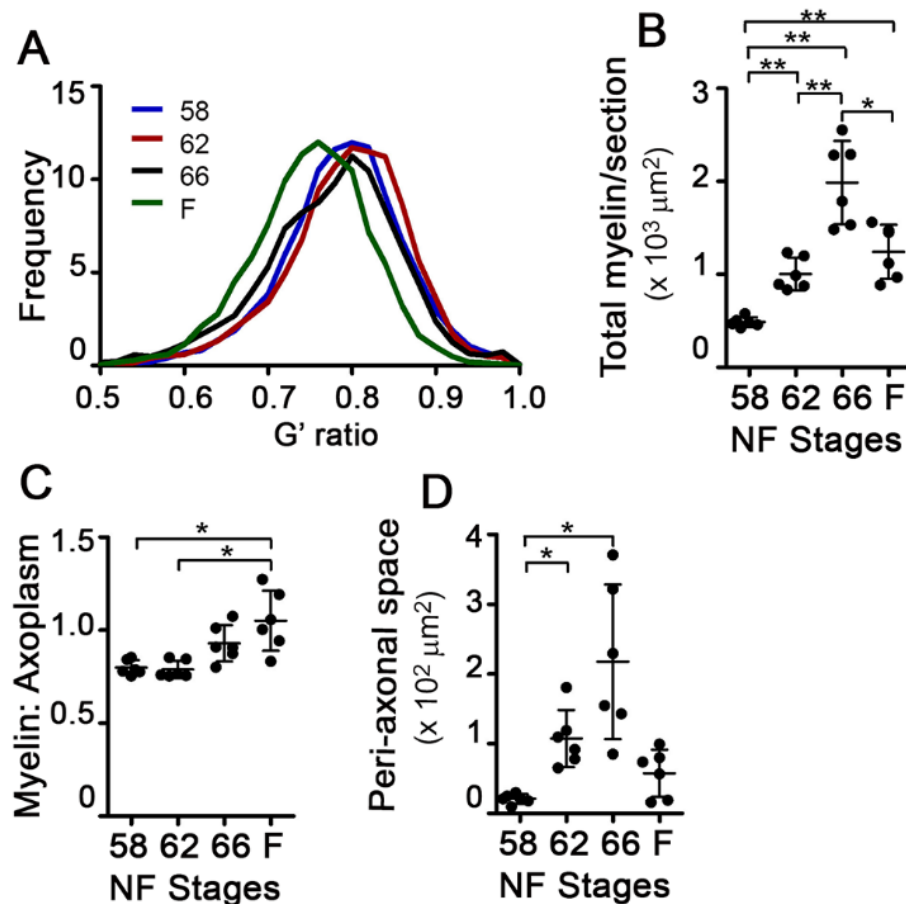 A
15
10
5
0
Frequency
58
62
66
F
0.5 0.6 0.7 0.8 0.9 1.0
G' ratio
B
** 
**
** ** *
3
2
1
0
Total myelin/section
(x 10³ μm²)
58 62 66 F
NF Stages
C
*
*
1.5
1.0
0.5
0
Myelin: Axoplasm
58 62 66 F
NF Stages
D
*
*
4
3
2
1
0
Peri-axonal space
(x 10² μm²)
58 62 66 F
NF Stages